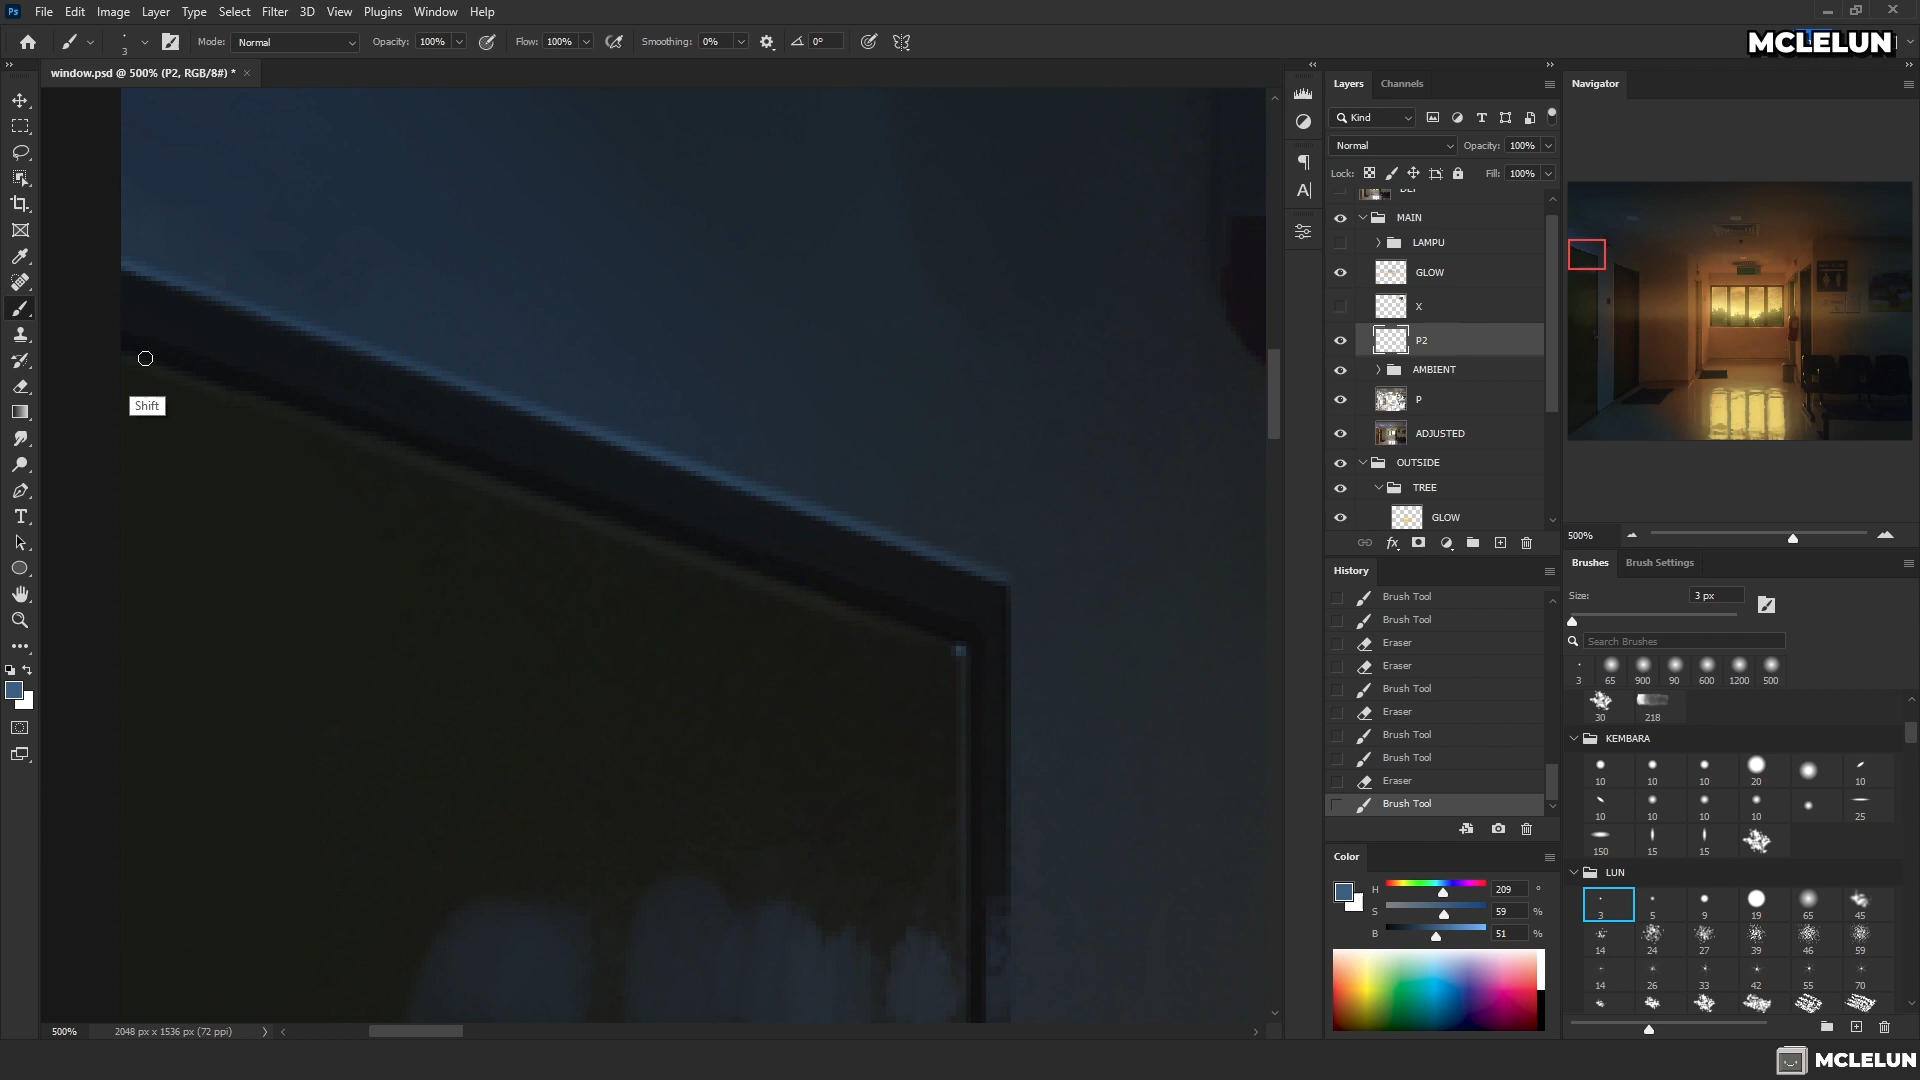 Ps File Edit Image Layer Type Select Filter 3D View Plugins Window Help
3 Mode: Normal Opacity: 100% Flow: 100% Smoothing: 0% 0°
MCLELUN
window.psd @ 500% (P2, RGB/8#) *
Shift
500% 2048 px x 1536 px (72 ppi)
Layers Channels
Kind
Normal Opacity: 100%
Lock: Fill: 100%
MAIN
LAMPU
GLOW
X
P2
AMBIENT
P
ADJUSTED
OUTSIDE
TREE
GLOW
fx
History
Brush Tool
Brush Tool
Eraser
Eraser
Brush Tool
Eraser
Brush Tool
Brush Tool
Eraser
Brush Tool
Color
H 209 °
S 59 %
B 51 %
Navigator
500%
Brushes Brush Settings
Size: 3 px
Search Brushes
3 65 900 90 600 1200 500
30 218
KEMBARA
10 10 10 20 10
10 10 10 10 25
150 15 15
LUN
3 5 9 19 65 45
14 24 27 39 46 59
14 26 33 42 55 70
MCLELUN